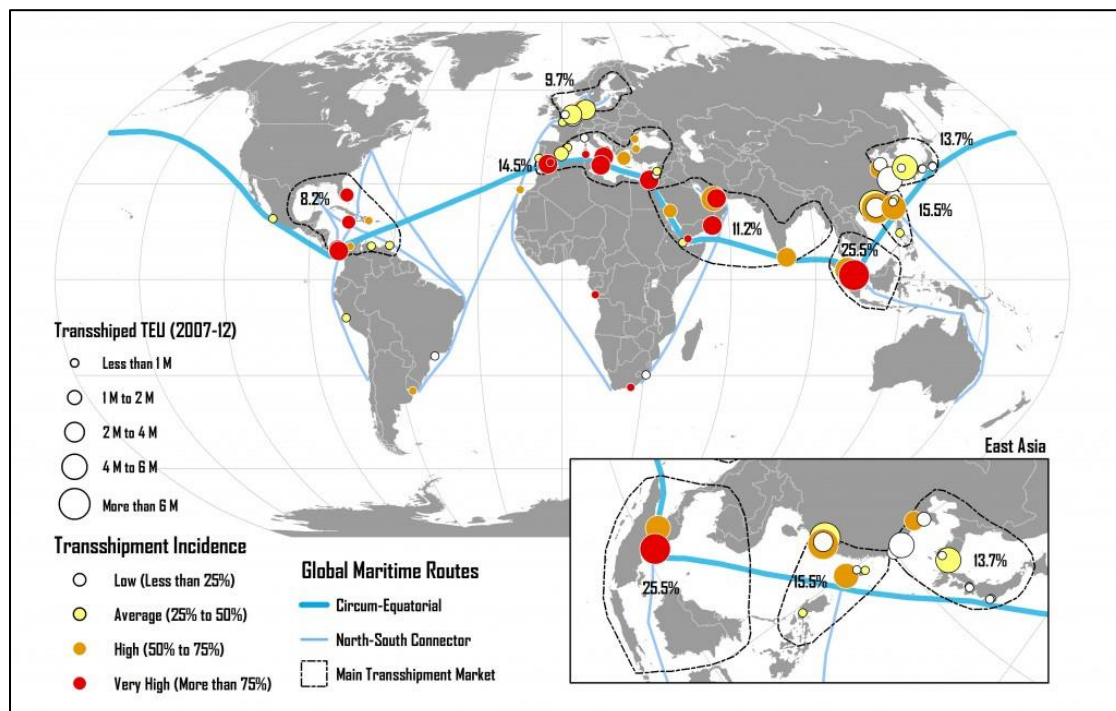 9.7%
13.7%
14.5%
8.2%
15.5%
11.2%
25.5%
Transshiped TEU (2007-12)
Less than 1 M
1 M to 2 M
2 M to 4 M
4 M to 6 M
More than 6 M
Transshipment Incidence
Low (Less than 25%)
Average (25% to 50%)
High (50% to 75%)
Very High (More than 75%)
Global Maritime Routes
Circum-Equatorial
North-South Connector
Main Transshipment Market
East Asia
25.5%
15.5%
13.7%